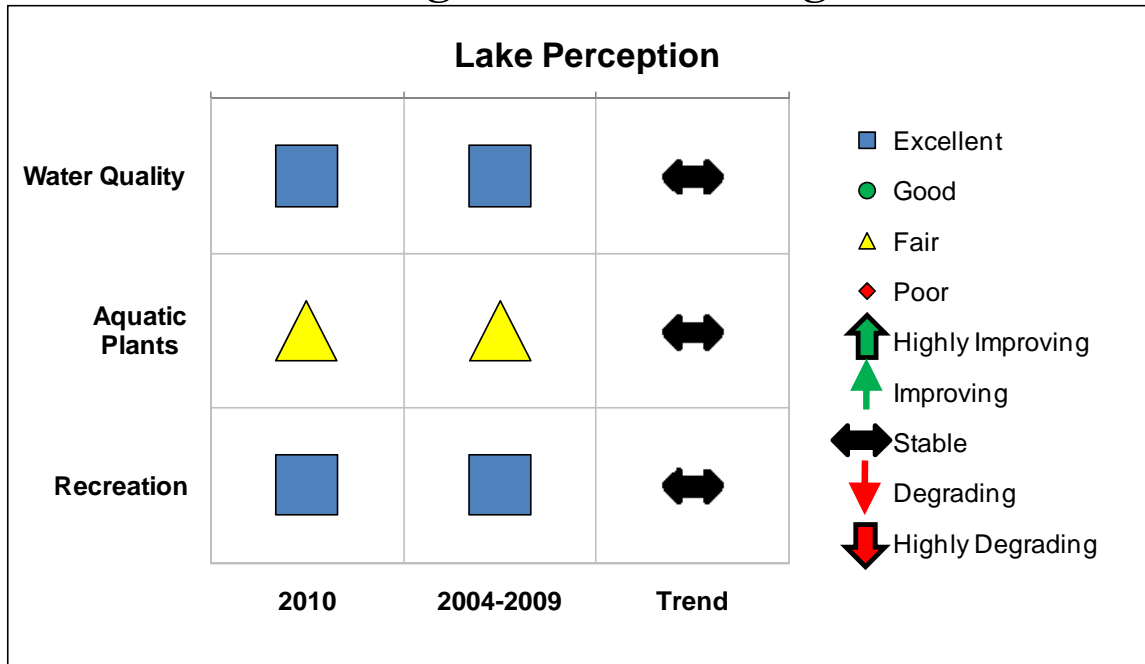 Lake Perception
Water Quality
Aquatic
Plants
Recreation
2010
2004-2009
Trend
Excellent
Good
Fair
Poor
Highly Improving
Improving
Stable
Degrading
Highly Degrading